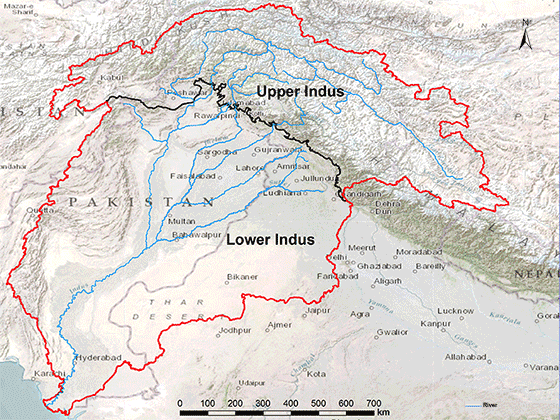 Mazar-e
Sharif
N
Kabul
Peshawar
Upper Indus
Islamabad
Rawalpindi
Gujranwala
Sargodha
Lahore
Amritsar
Faisalabad
Jullundur
Ludhiana
Chandigarh
Dehra
Dun
Quetta
PAKISTAN
Multan
Bahawalpur
Lower Indus
Meerut
Moradabad
Delhi
Ghaziabad
Bareilly
NEPAL
Faridabad
Aligarh
Bikaner
Indus
THAR
DESERT
Jaipur
Agra
Yamuna
Lucknow
Jodhpur
Ajmer
Gwalior
Kanpur
Hyderabad
Karachi
Allahabad
Varana
Udaipur
Kota
0 100 200 300 400 500 600 700
km
River